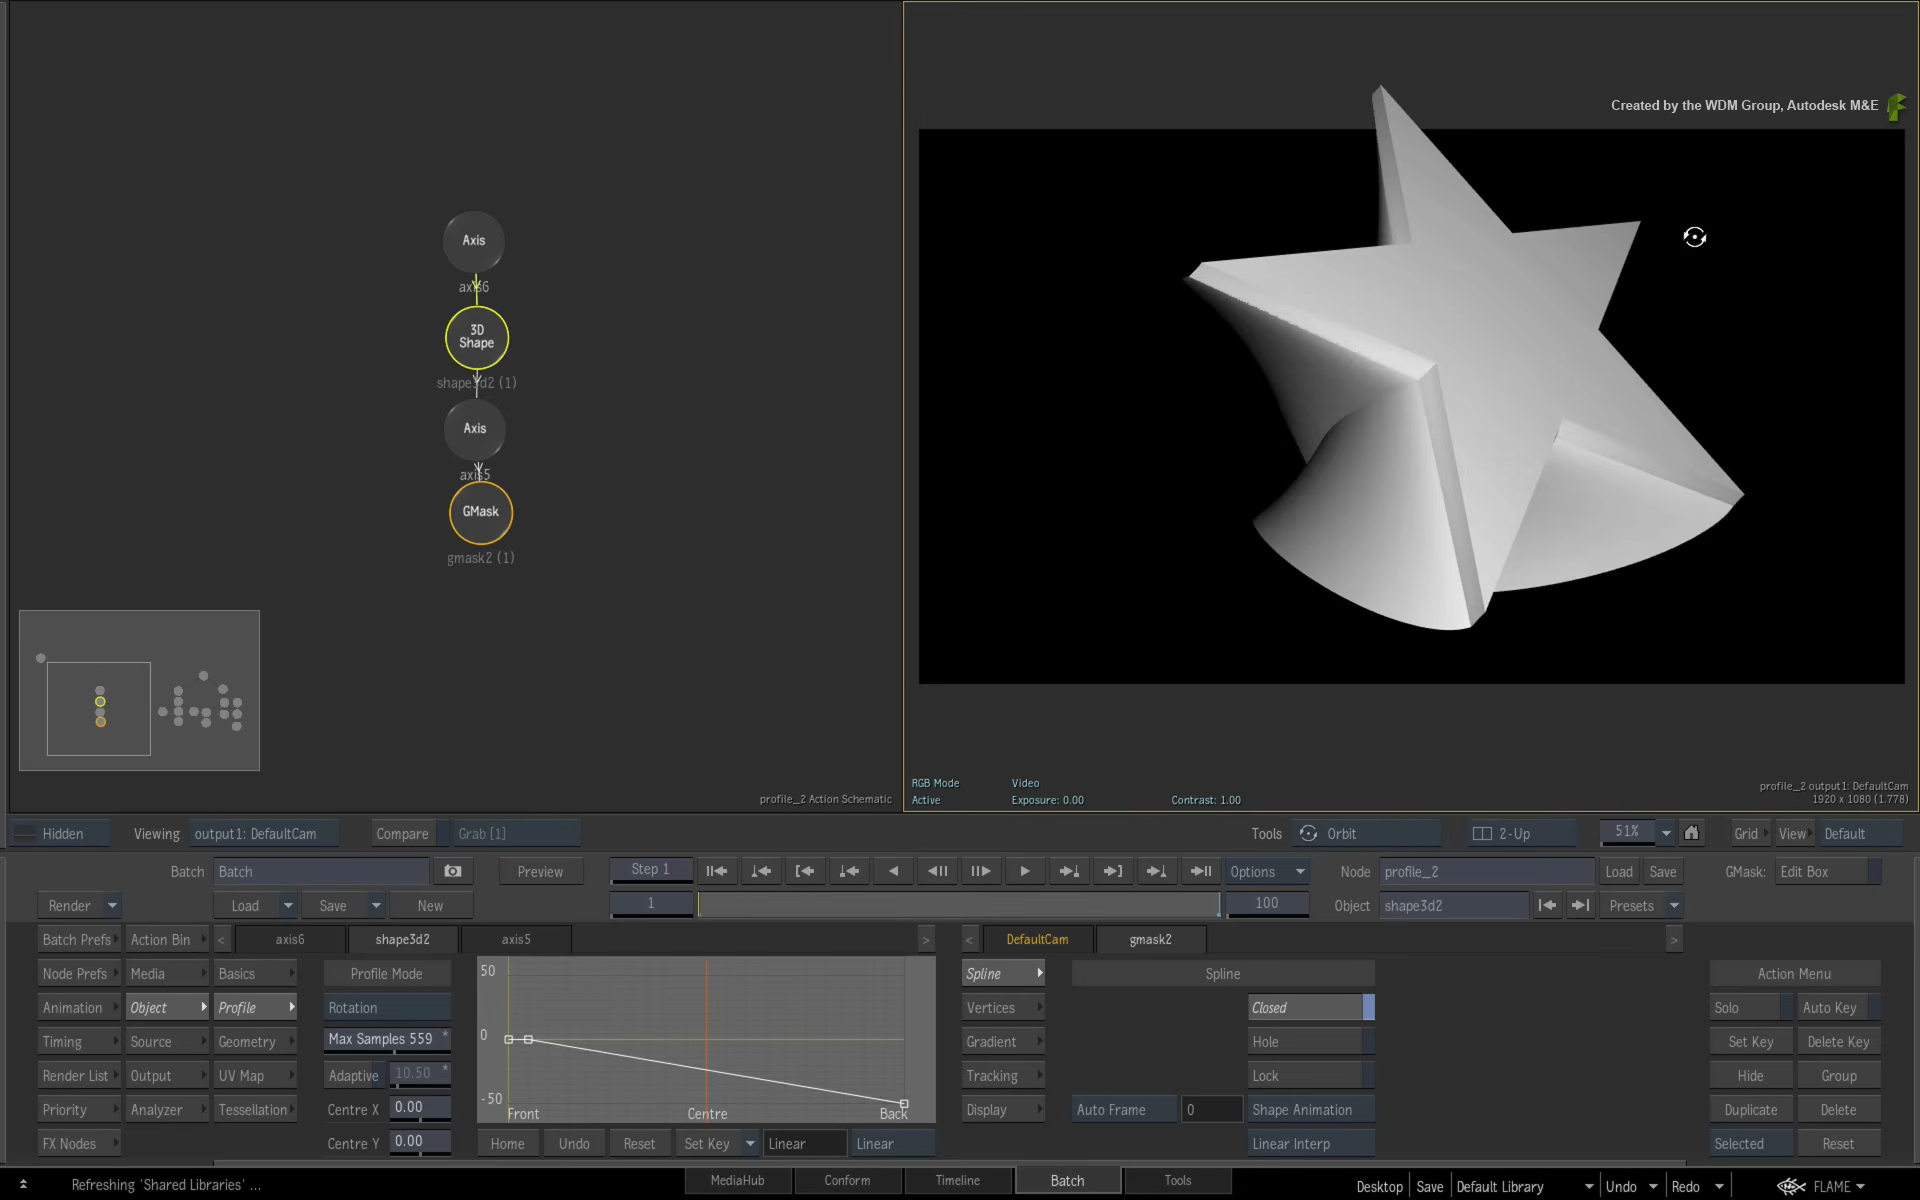 Created by the WDM Group, Autodesk M&E
Axis
axis6
3D
Shape
shape3d2 (1)
Axis
axis5
GMask
gmask2 (1)
profile_2 Action Schematic
RGB Mode
Video
Active
Exposure: 0.00
Contrast: 1.00
profile_2 output1: DefaultCam
1920 x 1080 (1.778)
Hidden
Viewing
output1: DefaultCam
Compare
Grab [1]
Tools
Orbit
2-Up
51%
Grid
View
Default
Batch
Batch
Preview
Step 1
Options
Node
profile_2
Load
Save
GMask:
Edit Box
Render
Load
Save
New
1
100
Object
shape3d2
Presets
Batch Prefs
Action Bin
<
axis6
shape3d2
axis5
>
<
DefaultCam
gmask2
>
Node Prefs
Media
Basics
Profile Mode
50
Spline
Spline
Action Menu
Animation
Object
Profile
Rotation
Vertices
Closed
Solo
Auto Key
Timing
Source
Geometry
Max Samples 559
0
Gradient
Hole
Set Key
Delete Key
Render List
Output
UV Map
Adaptive
10.50
Tracking
Lock
Hide
Group
Priority
Analyzer
Tessellation
Centre X
0.00
-50
Front
Centre
Back
Display
Auto Frame
0
Shape Animation
Duplicate
Delete
FX Nodes
Centre Y
0.00
Home
Undo
Reset
Set Key
Linear
Linear
Linear Interp
Selected
Reset
Refreshing 'Shared Libraries' ...
MediaHub
Conform
Timeline
Batch
Tools
Desktop
Save
Default Library
Undo
Redo
FLAME